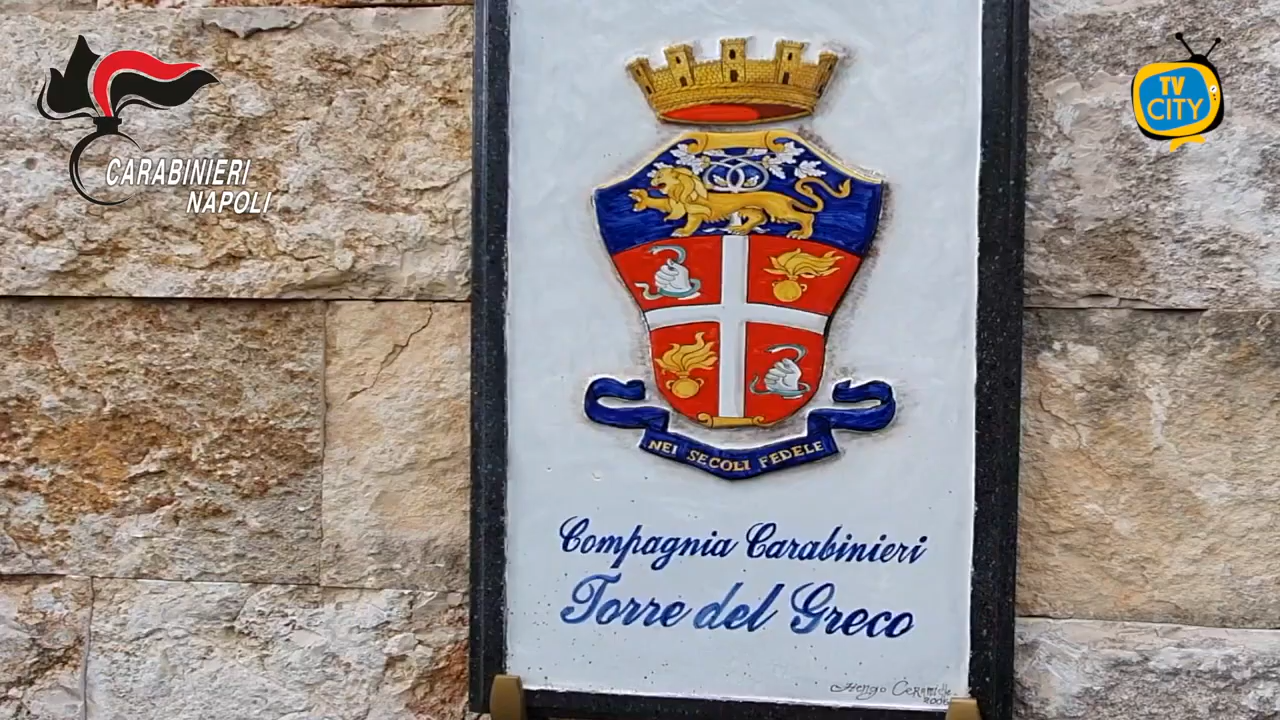 CARABINIERI
NAPOLI
TV
CITY
NEI SECOLI FEDELE
Compagnia Carabinieri
Torre del Greco